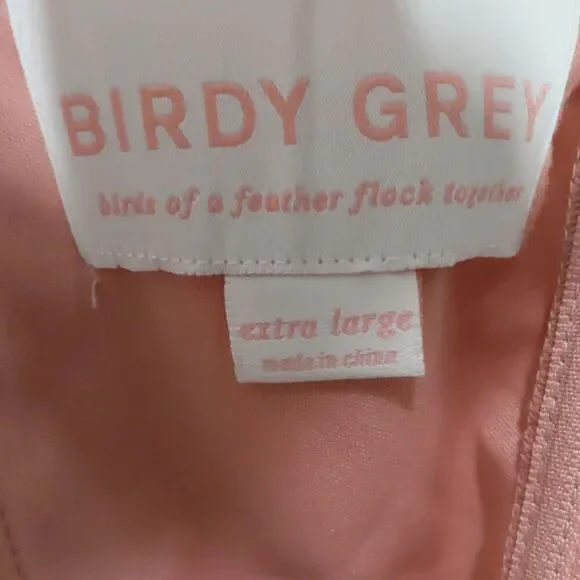 BIRDY GREY
birds of a feather flock together
extra large
made in china